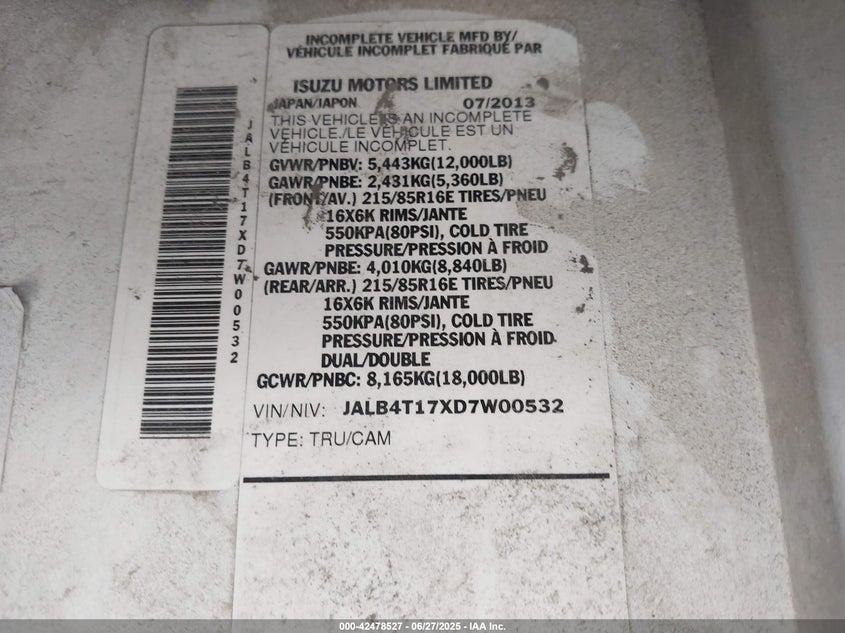 INCOMPLETE VEHICLE MFD BY/
VÉHICULE INCOMPLET FABRIQUÉ PAR
ISUZU MOTORS LIMITED
JAPAN/JAPON 07/2013
THIS VEHICLE IS AN INCOMPLETE
VEHICLE./LE VÉHICULE EST UN
VÉHICULE INCOMPLET.
GVWR/PNBV: 5,443KG(12,000LB)
GAWR/PNBE: 2,431KG(5,360LB)
(FRONT/AV.) 215/85R16E TIRES/PNEU
16X6K RIMS/JANTE
550KPA(80PSI), COLD TIRE
PRESSURE/PRESSION À FROID
GAWR/PNBE: 4,010KG(8,840LB)
(REAR/ARR.) 215/85R16E TIRES/PNEU
16X6K RIMS/JANTE
550KPA(80PSI), COLD TIRE
PRESSURE/PRESSION À FROID
DUAL/DOUBLE
GCWR/PNBC: 8,165KG(18,000LB)
VIN/NIV: JALB4T17XD7W00532
TYPE: TRU/CAM
JALB4T17XD7W00532
000-42478527 - 06/27/2025 - IAA Inc.